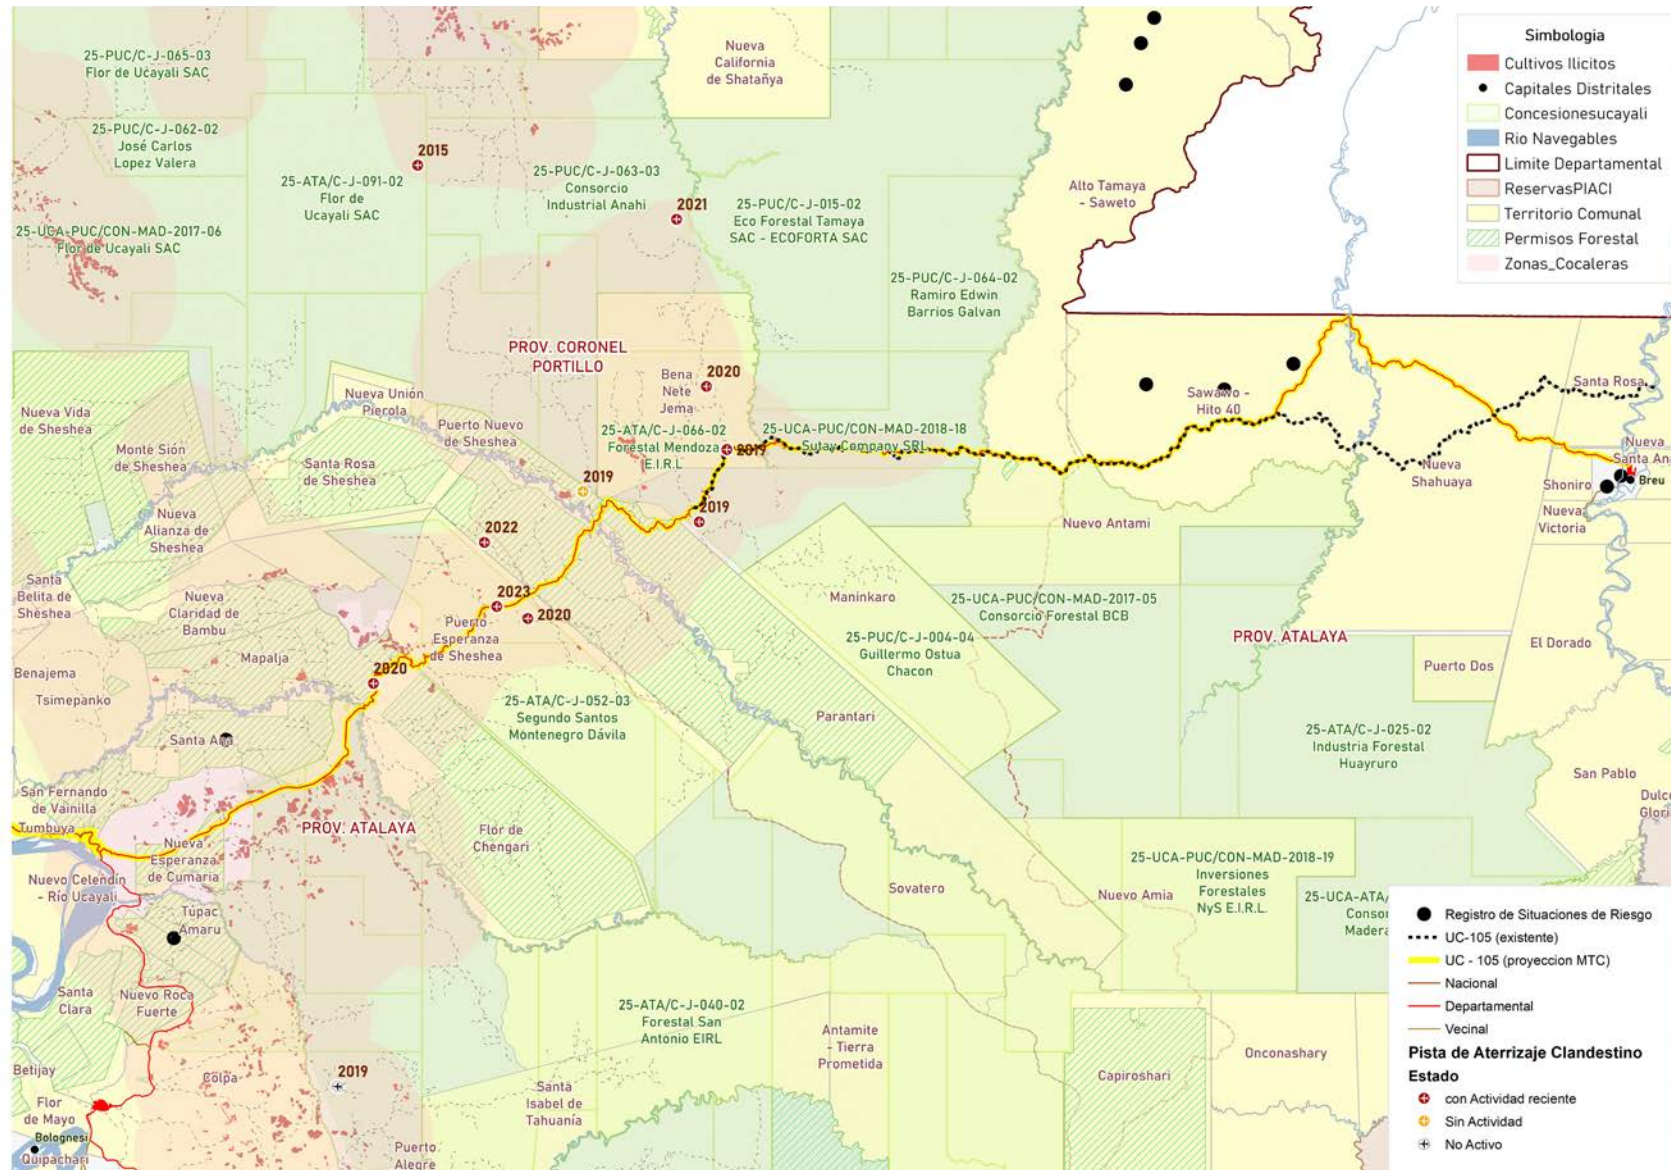 25-PUC/C-J-065-03
Flor de Ucayali SAC
Nueva
California
de Shatañya
Simbologia
Cultivos Ilicitos
Capitales Distritales
Concesionesucayali
Rio Navegables
Limite Departamental
ReservasPIACI
Territorio Comunal
Permisos Forestal
Zonas_Cocaleras
25-PUC/C-J-062-02
José Carlos
Lopez Valera
2015
25-ATA/C-J-091-02
Flor de
Ucayali SAC
25-PUC/C-J-063-03
Consorcio
Industrial Anahi
2021
25-PUC/C-J-015-02
Eco Forestal Tamaya
SAC - ECOFORTA SAC
Alto Tamaya
- Saweto
25-UCA-PUC/CON-MAD-2017-06
Flor de Ucayali SAC
25-PUC/C-J-064-02
Ramiro Edwin
Barrios Galvan
PROV. CORONEL
PORTILLO
Bena
Nete
Jema
2020
Sawawo -
Hito 40
Santa Rosa
Nueva Vida
de Sheshea
Nueva Unión
Pierola
Puerto Nuevo
de Sheshea
25-ATA/C-J-066-02
Forestal Mendoza
E.I.R.L
2019
25-UCA-PUC/CON-MAD-2018-18
Sutay Company SRL
Monte Sión
de Sheshea
Santa Rosa
de Sheshea
2019
Nueva
Shahuaya
Nueva
Santa Ana
Breu
Shoniro
Nueva
Victoria
Nueva
Alianza de
Sheshea
2022
2019
Nuevo Antami
Santa
Belita de
Sheshea
Nueva
Claridad de
Bambu
2023
2020
Puerto
Esperanza
de Sheshea
Maninkaro
25-UCA-PUC/CON-MAD-2017-05
Consorcio Forestal BCB
PROV. ATALAYA
El Dorado
Benajema
Mapalja
2020
25-PUC/C-J-004-04
Guillermo Ostua
Chacon
Puerto Dos
Tsimepanko
25-ATA/C-J-052-03
Segundo Santos
Montenegro Dávila
Parantari
Santa Ana
25-ATA/C-J-025-02
Industria Forestal
Huayruro
San Pablo
San Fernando
de Vainilla
Tumbuya
PROV. ATALAYA
Flor de
Chengari
Dulce
Gloria
Nueva
Esperanza
de Cumaria
25-UCA-PUC/CON-MAD-2018-19
Inversiones
Forestales
NyS E.I.R.L.
Nuevo Celendín
- Río Ucayali
Sovatero
Nuevo Amia
25-UCA-ATA/
Conso
Madera
Túpac
Amaru
Registro de Situaciones de Riesgo
UC-105 (existente)
UC - 105 (proyeccion MTC)
Nacional
Departamental
Vecinal
Pista de Aterrizaje Clandestino
Estado
con Actividad reciente
Sin Actividad
No Activo
Santa
Clara
Nuevo Roca
Fuerte
25-ATA/C-J-040-02
Forestal San
Antonio EIRL
Antamite
- Tierra
Prometida
Onconashary
Betijay
Colpa
2019
Capiroshari
Flor
de Mayo
Santa
Isabel de
Tahuanía
Bolognesi
Quipachari
Puerto
Alegre